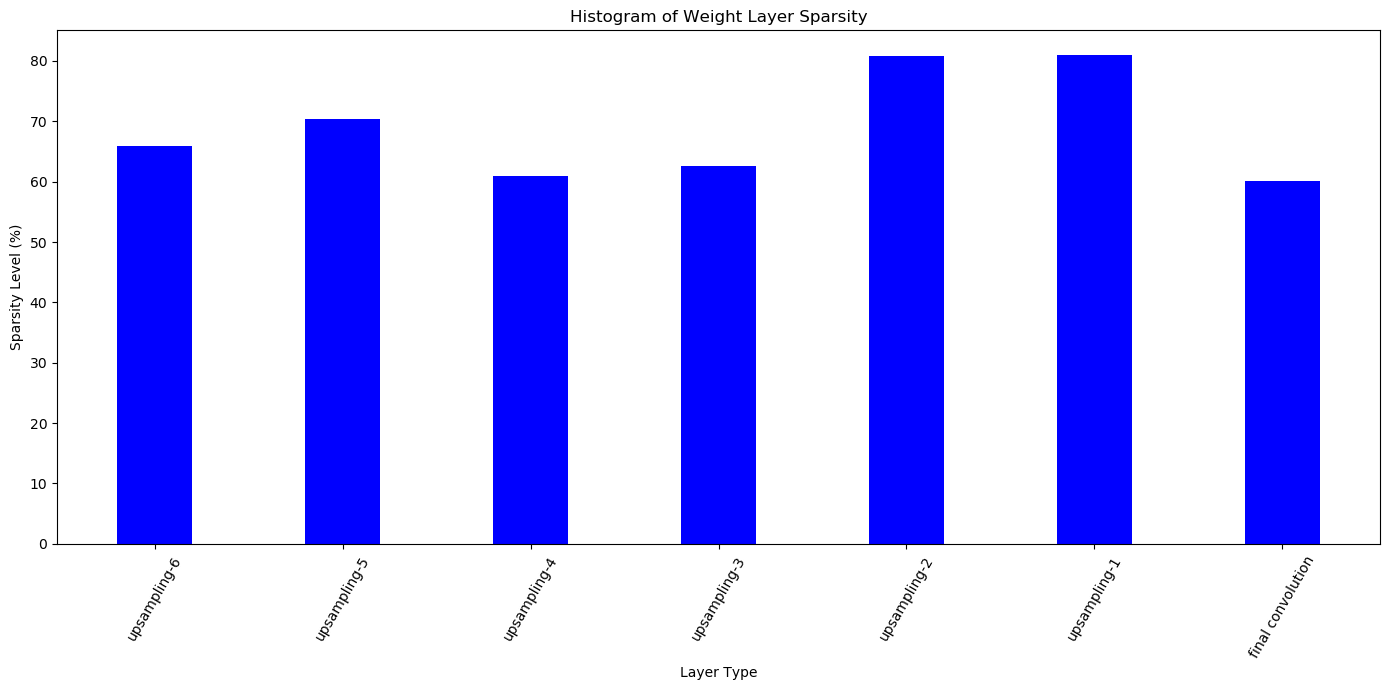 Histogram of Weight Layer Sparsity
Sparsity Level (%)
80
70
60
50
40
30
20
10
0
upsampling-6
upsampling-5
upsampling-4
upsampling-3
upsampling-2
upsampling-1
final convolution
Layer Type